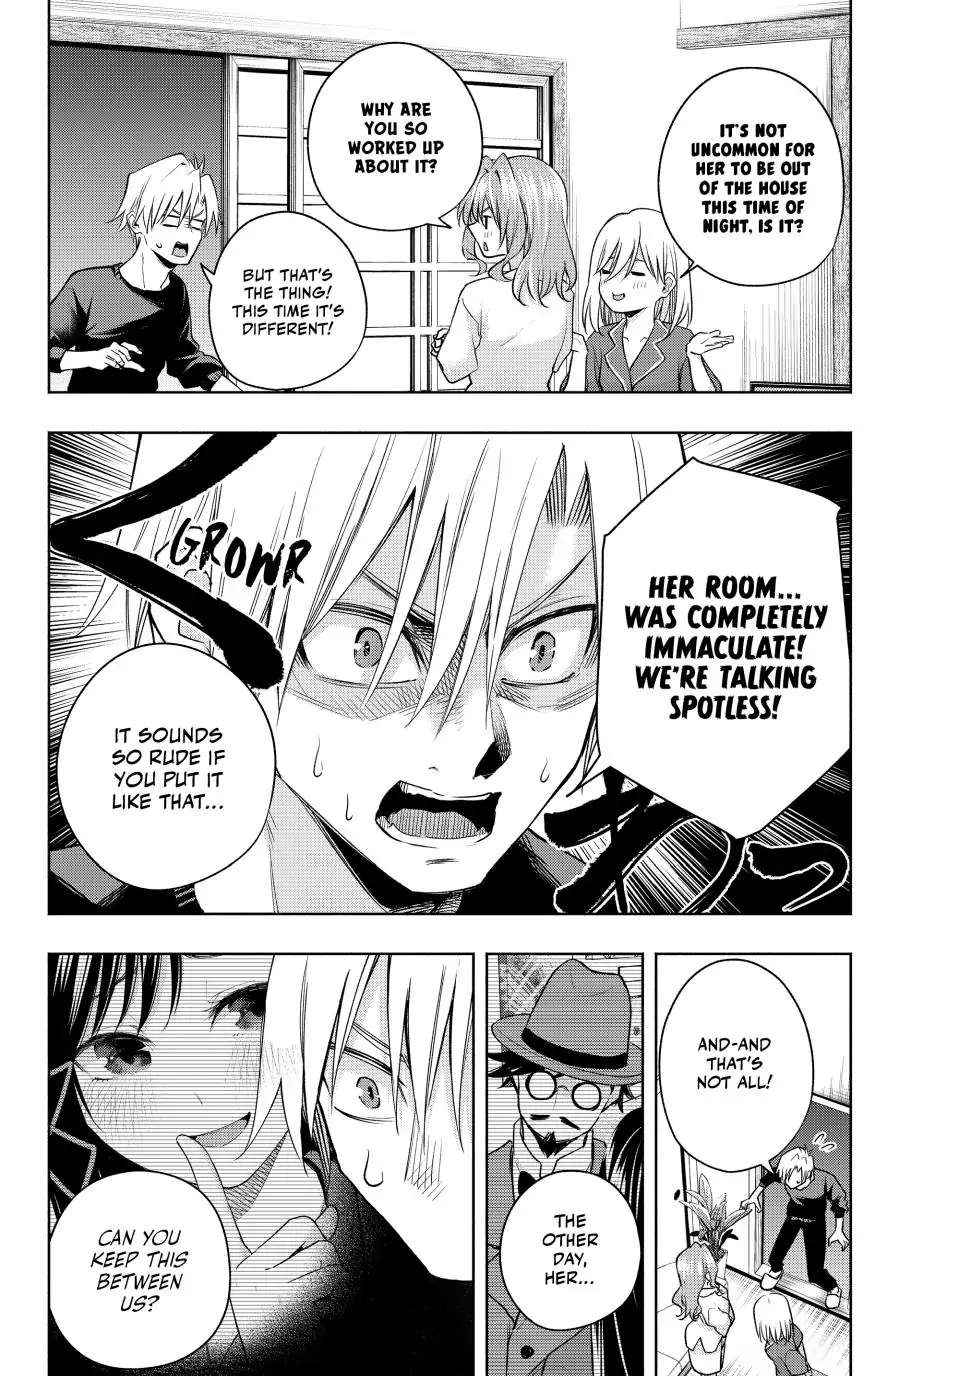 IT'S NOT
UNCOMMON FOR
HER TO BE OUT
OF THE HOUSE
THIS TIME OF
NIGHT, IS IT?
WHY ARE
YOU SO
WORKED UP
ABOUT IT?
BUT THAT'S
THE THING!
THIS TIME IT'S
DIFFERENT!
HER ROOM...
WAS COMPLETELY
IMMACULATE!
WE'RE TALKING
SPOTLESS!
GROWR
IT SOUNDS
SO RUDE IF
YOU PUT IT
LIKE THAT...
AND-AND
THAT'S
NOT ALL!
THE
OTHER
DAY,
HER...
CAN YOU
KEEP THIS
BETWEEN
US?